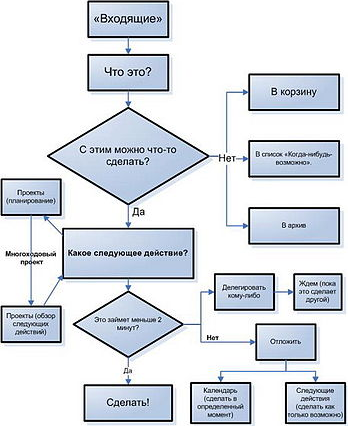 «Входящие»
Что это?
С этим можно что-то
сделать?
Нет
В корзину
В список «Когда-нибудь-
возможно».
В архив
Да
Проекты
(планирование)
Многоходовый
проект
Проекты (обзор
следующих
действий)
Какое следующее действие?
Это займет меньше 2
минут?
Делегировать
кому-либо
Ждем (пока
это сделает
другой)
Нет
Отложить
Да
Сделать!
Календарь
(сделать в
определенный
момент)
Следующие
действия
(сделать как
только возможно)